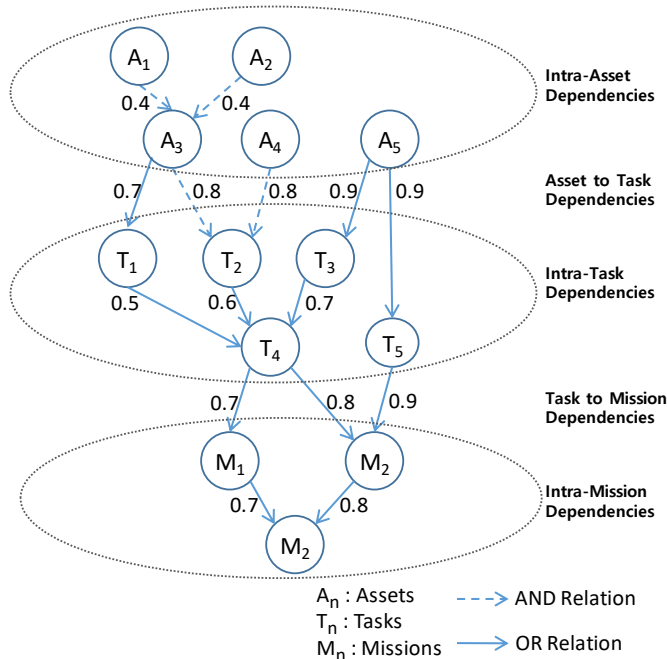 A1
A2
Intra-Asset
Dependencies
0.4
0.4
A3
A4
A5
Asset to Task
Dependencies
0.7
0.8
0.8
0.9
0.9
T1
T2
T3
Intra-Task
Dependencies
0.5
0.6
0.7
T4
T5
Task to Mission
Dependencies
0.7
0.8
0.9
M1
M2
Intra-Mission
Dependencies
0.7
0.8
M2
An : Assets
AND Relation
Tn : Tasks
Mn : Missions
OR Relation